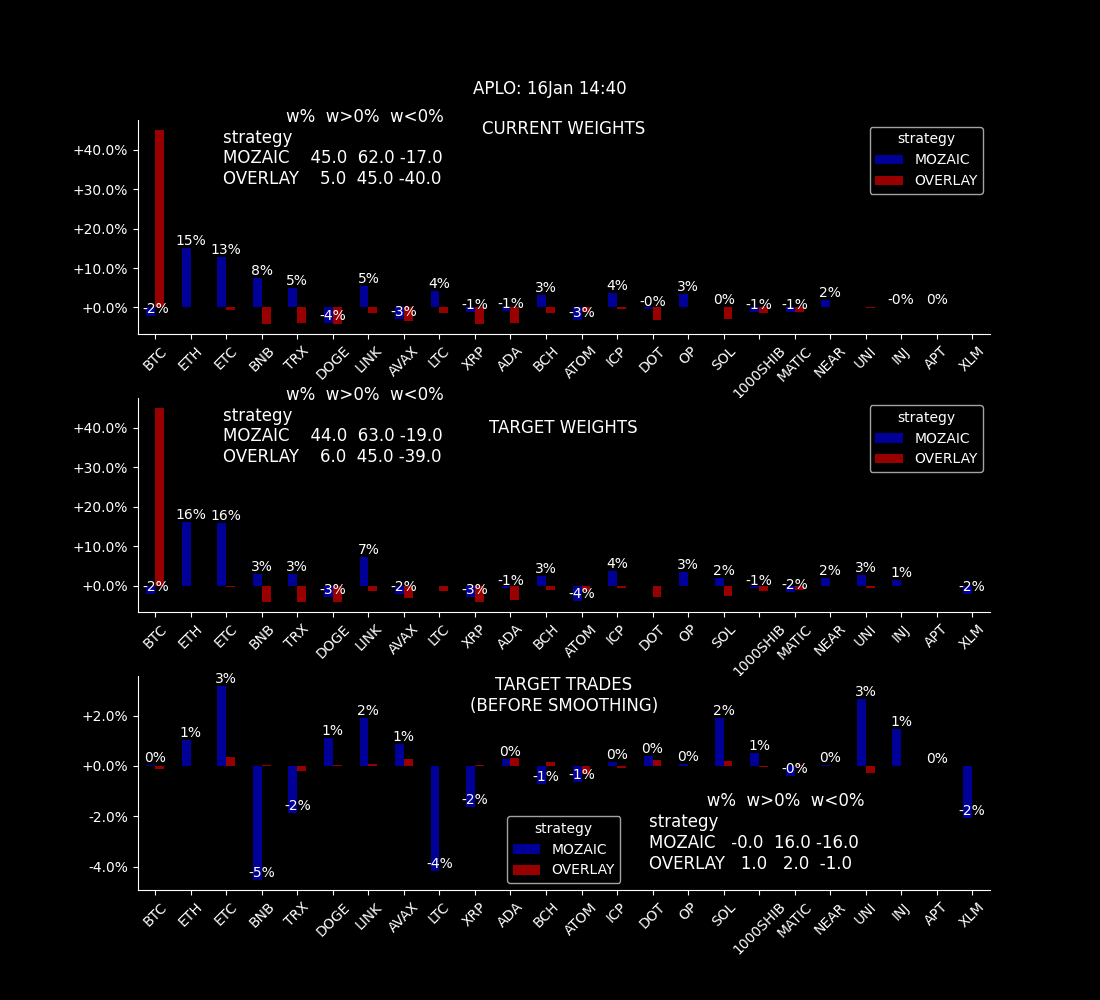 APLO: 16Jan 14:40
w% w>0% w<0%
strategy
MOZAIC 45.0 62.0 -17.0
OVERLAY 5.0 45.0 -40.0
CURRENT WEIGHTS
strategy
MOZAIC
OVERLAY
+40.0%
+30.0%
+20.0%
+10.0%
+0.0%
-2% 15% 13% 8% 5% -4% 5% -3% 4% -1% -1% 3% -3% 4% -0% 3% 0% -1% -1% 2% -0% 0%
BTC ETH ETC BNB TRX DOGE LINK AVAX LTC XRP ADA BCH ATOM ICP DOT OP SOL 1000SHIB MATIC NEAR UNI INJ APT XLM
w% w>0% w<0%
strategy
MOZAIC 44.0 63.0 -19.0
OVERLAY 6.0 45.0 -39.0
TARGET WEIGHTS
strategy
MOZAIC
OVERLAY
+40.0%
+30.0%
+20.0%
+10.0%
+0.0%
-2% 16% 16% 3% 3% -3% 7% -2% -3% -1% 3% -4% 4% 3% 2% -1% -2% 2% 3% 1% -2%
BTC ETH ETC BNB TRX DOGE LINK AVAX LTC XRP ADA BCH ATOM ICP DOT OP SOL 1000SHIB MATIC NEAR UNI INJ APT XLM
TARGET TRADES
(BEFORE SMOOTHING)
+2.0%
+0.0%
-2.0%
-4.0%
0% 1% 3% -5% -2% 1% 2% 1% -4% -2% 0% -1% -1% 0% 0% 0% 2% 1% -0% 0% 3% 1% 0% -2%
strategy
MOZAIC
OVERLAY
w% w>0% w<0%
strategy
MOZAIC -0.0 16.0 -16.0
OVERLAY 1.0 2.0 -1.0
BTC ETH ETC BNB TRX DOGE LINK AVAX LTC XRP ADA BCH ATOM ICP DOT OP SOL 1000SHIB MATIC NEAR UNI INJ APT XLM